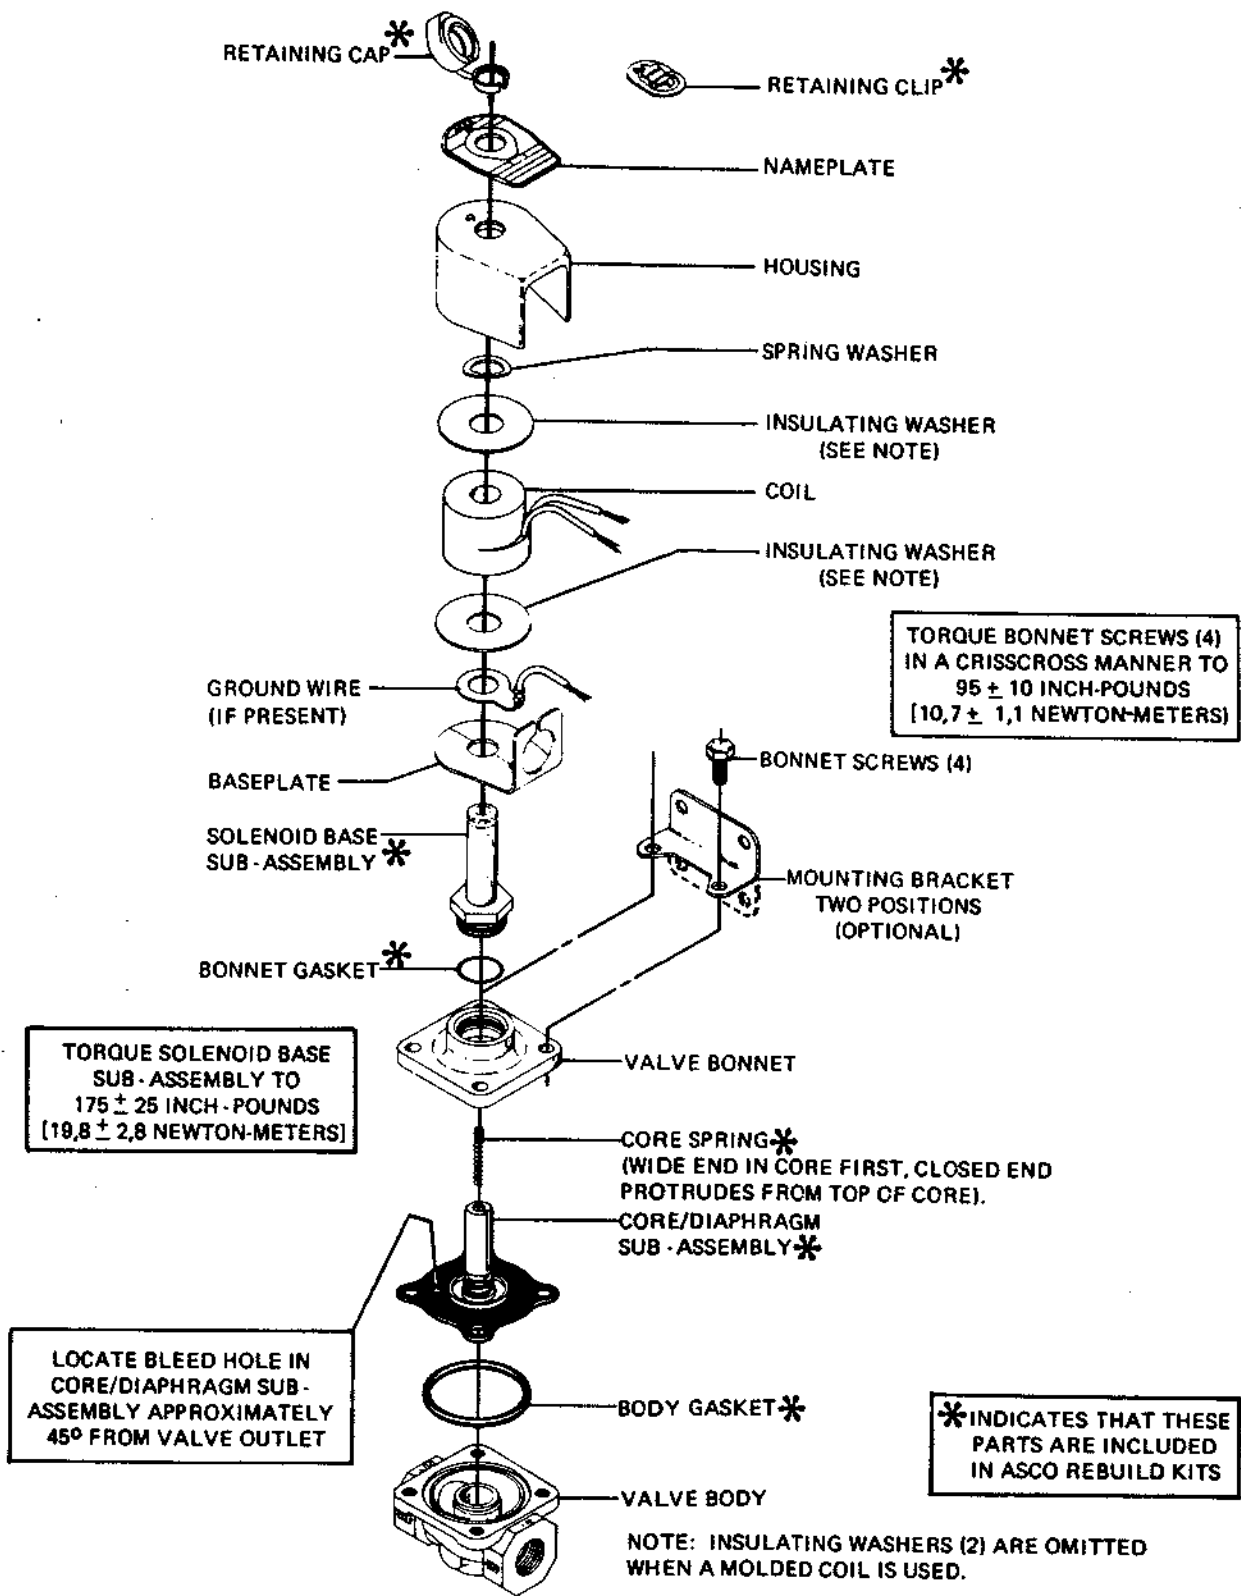 RETAINING CAP*
RETAINING CLIP*
NAMEPLATE
HOUSING
SPRING WASHER
INSULATING WASHER
(SEE NOTE)
COIL
INSULATING WASHER
(SEE NOTE)
TORQUE BONNET SCREWS (4)
IN A CRISSCROSS MANNER TO
95 ± 10 INCH-POUNDS
[10,7 ± 1,1 NEWTON-METERS)
GROUND WIRE
(IF PRESENT)
BONNET SCREWS (4)
BASEPLATE
SOLENOID BASE
SUB-ASSEMBLY*
MOUNTING BRACKET
TWO POSITIONS
(OPTIONAL)
BONNET GASKET*
TORQUE SOLENOID BASE
SUB-ASSEMBLY TO
175 ± 25 INCH-POUNDS
[19,8 ± 2,8 NEWTON-METERS]
VALVE BONNET
CORE SPRING*
(WIDE END IN CORE FIRST, CLOSED END
PROTRUDES FROM TOP OF CORE).
CORE/DIAPHRAGM
SUB-ASSEMBLY*
LOCATE BLEED HOLE IN
CORE/DIAPHRAGM SUB-
ASSEMBLY APPROXIMATELY
45º FROM VALVE OUTLET
BODY GASKET*
*INDICATES THAT THESE
PARTS ARE INCLUDED
IN ASCO REBUILD KITS
VALVE BODY
NOTE: INSULATING WASHERS (2) ARE OMITTED
WHEN A MOLDED COIL IS USED.